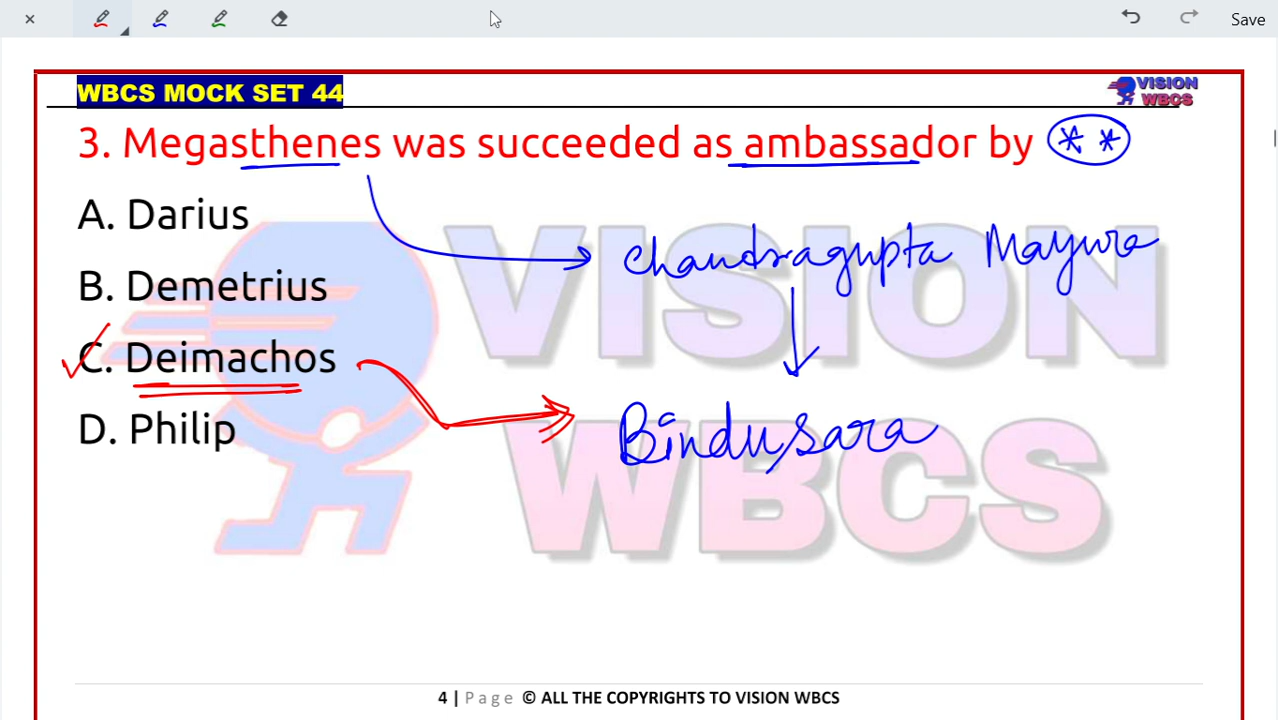 Save
WBCS MOCK SET 44
VISION
WBCS
3. Megasthenes was succeeded as ambassador by **
A. Darius
Chandragupta Mayura
B. Demetrius
C. Deimachos
Bindusara
D. Philip
VISION
WBCS
4 | Page © ALL THE COPYRIGHTS TO VISION WBCS